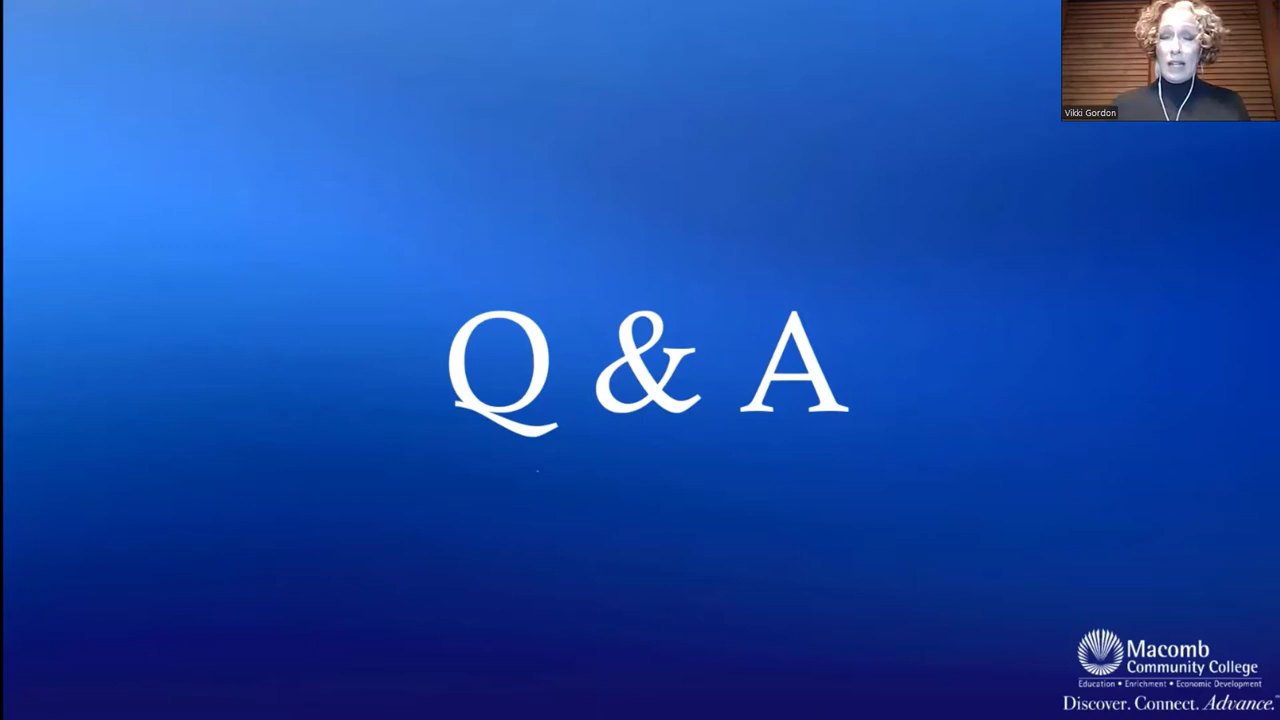 Vikki Gordon
Q & A
Macomb
Community College
Education • Enrichment • Economic Development
Discover. Connect. Advance.